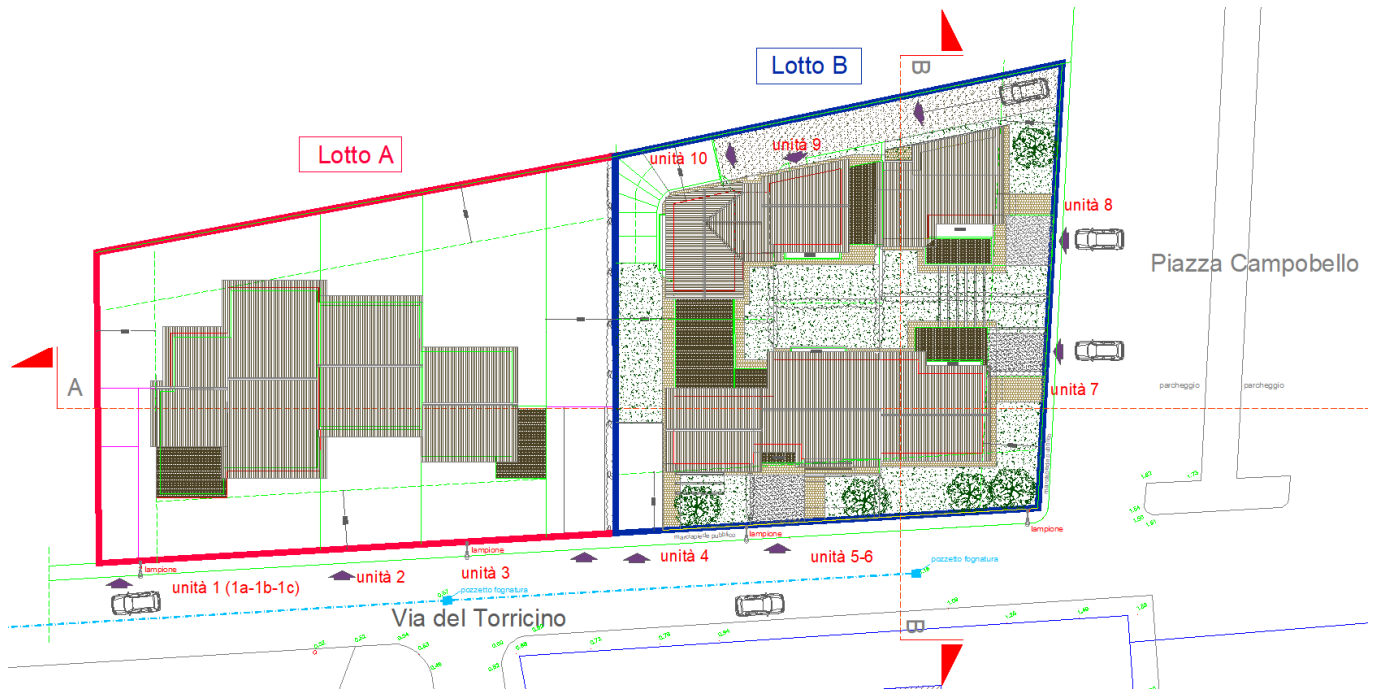 Lotto B
B
Lotto A
unità 10
unità 9
unità 8
Piazza Campobello
A
unità 7
parcheggio
parcheggio
lampione
marciapiede pubblico
lampione
lampione
lampione
unità 1 (1a-1b-1c)
unità 2
unità 3
unità 4
unità 5-6
pozzetto fognatura
pozzetto fognatura
Via del Torricino
B